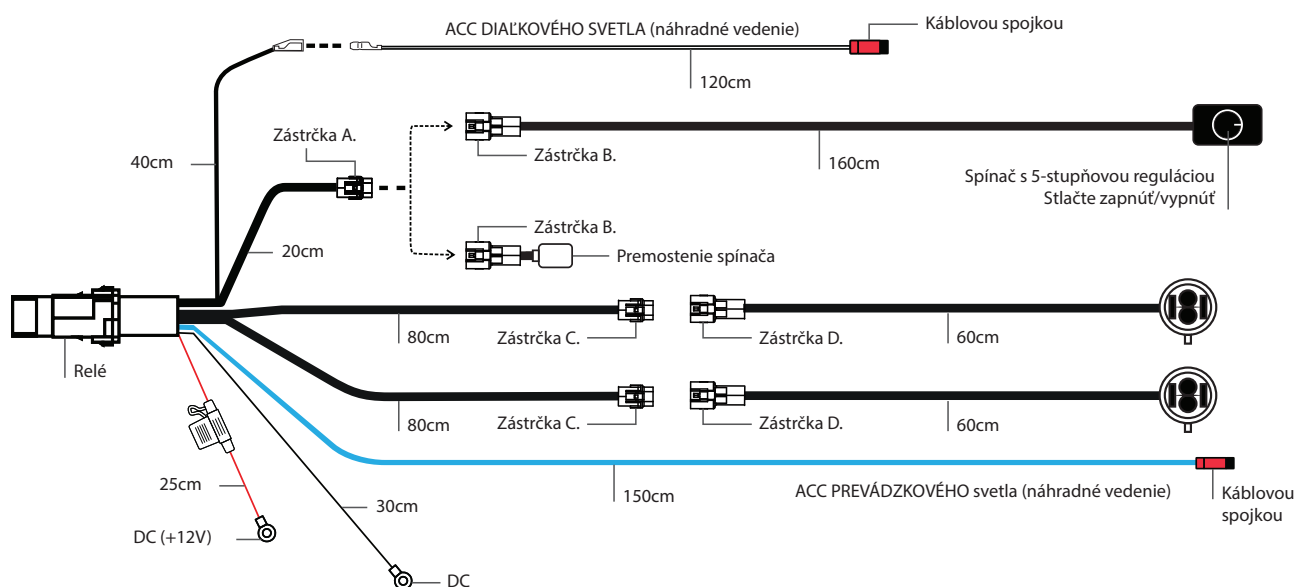 ACC DIAĽKOVÉHO SVETLA (náhradné vedenie)
Káblovou spojkou
120cm
Zástrčka A.
40cm
Zástrčka B.
160cm
Spínač s 5-stupňovou reguláciou
Stlačte zapnúť/vypnúť
20cm
Zástrčka B.
Premostenie spínača
80cm
Zástrčka C.
Zástrčka D.
60cm
Relé
80cm
Zástrčka C.
Zástrčka D.
60cm
25cm
30cm
150cm
ACC PREVÁDZKOVÉHO svetla (náhradné vedenie)
Káblovou
spojkou
DC (+12V)
DC